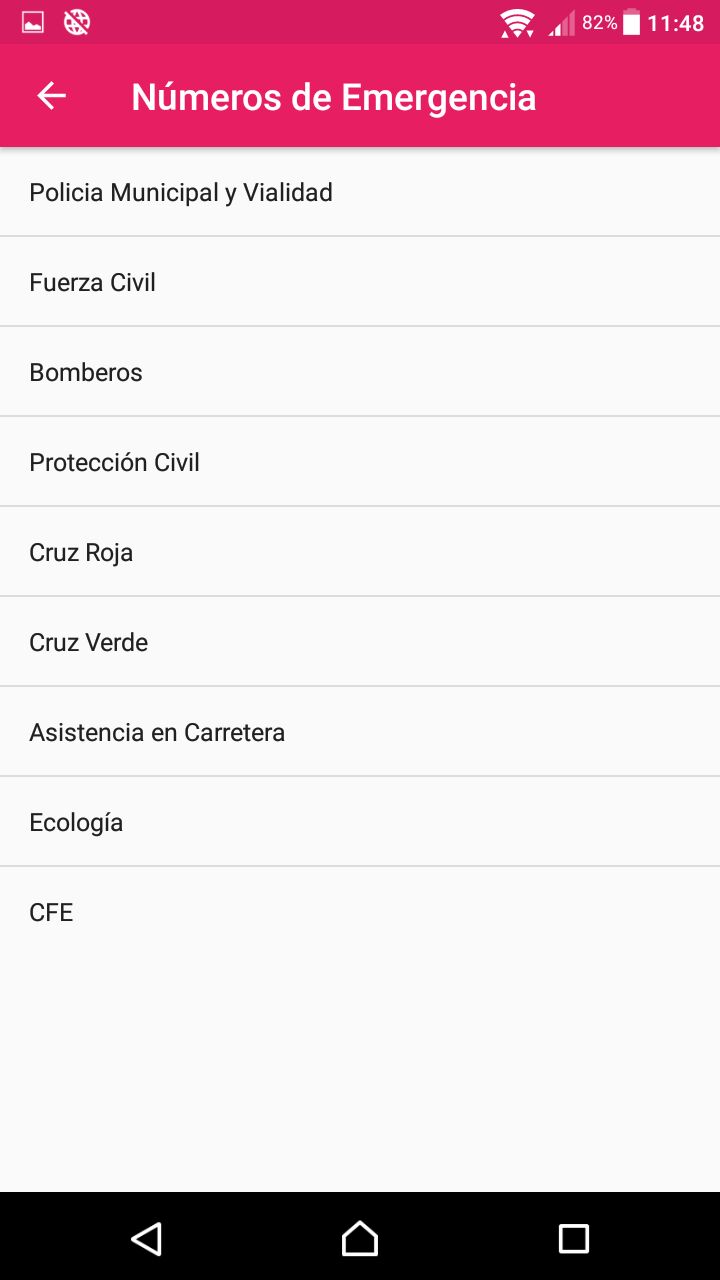 82% 11:48
Números de Emergencia
Policia Municipal y Vialidad
Fuerza Civil
Bomberos
Protección Civil
Cruz Roja
Cruz Verde
Asistencia en Carretera
Ecología
CFE